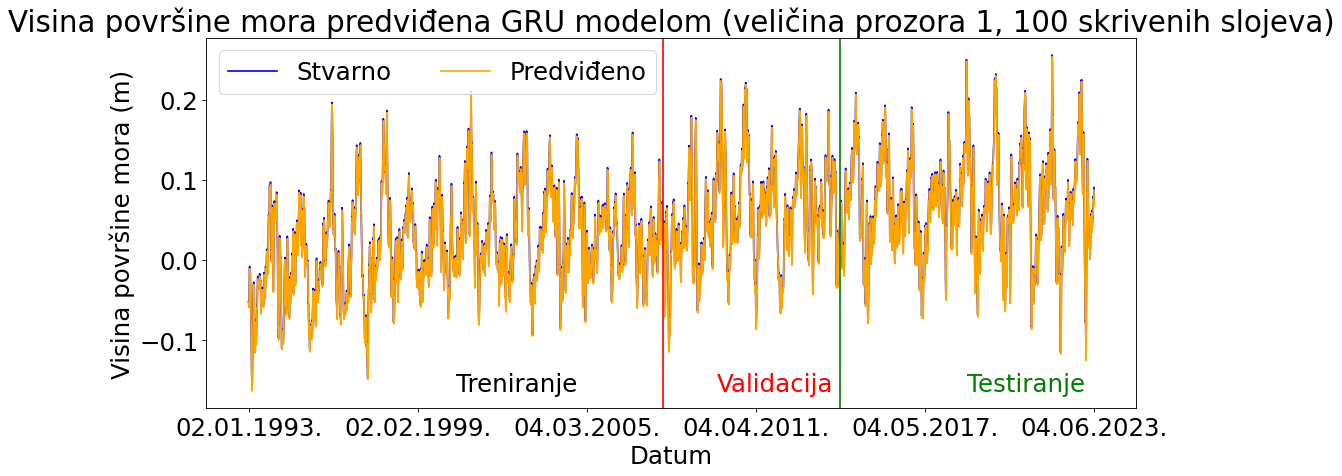 Visina površine mora predviđena GRU modelom (veličina prozora 1, 100 skrivenih slojeva)
Stvarno Predviđeno
Visina površine mora (m)
0.2
0.1
0.0
−0.1
Treniranje Validacija Testiranje
02.01.1993. 02.02.1999. 04.03.2005. 04.04.2011. 04.05.2017. 04.06.2023.
Datum